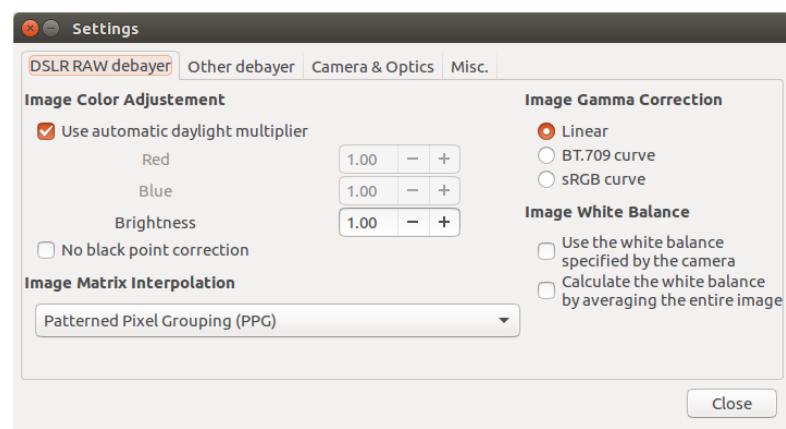 Settings
DSLR RAW debayer Other debayer Camera & Optics Misc.
Image Color Adjustement
Use automatic daylight multiplier
Red 1.00 − +
Blue 1.00 − +
Brightness 1.00 − +
No black point correction
Image Matrix Interpolation
Patterned Pixel Grouping (PPG)
Image Gamma Correction
Linear
BT.709 curve
sRGB curve
Image White Balance
Use the white balance
specified by the camera
Calculate the white balance
by averaging the entire image
Close